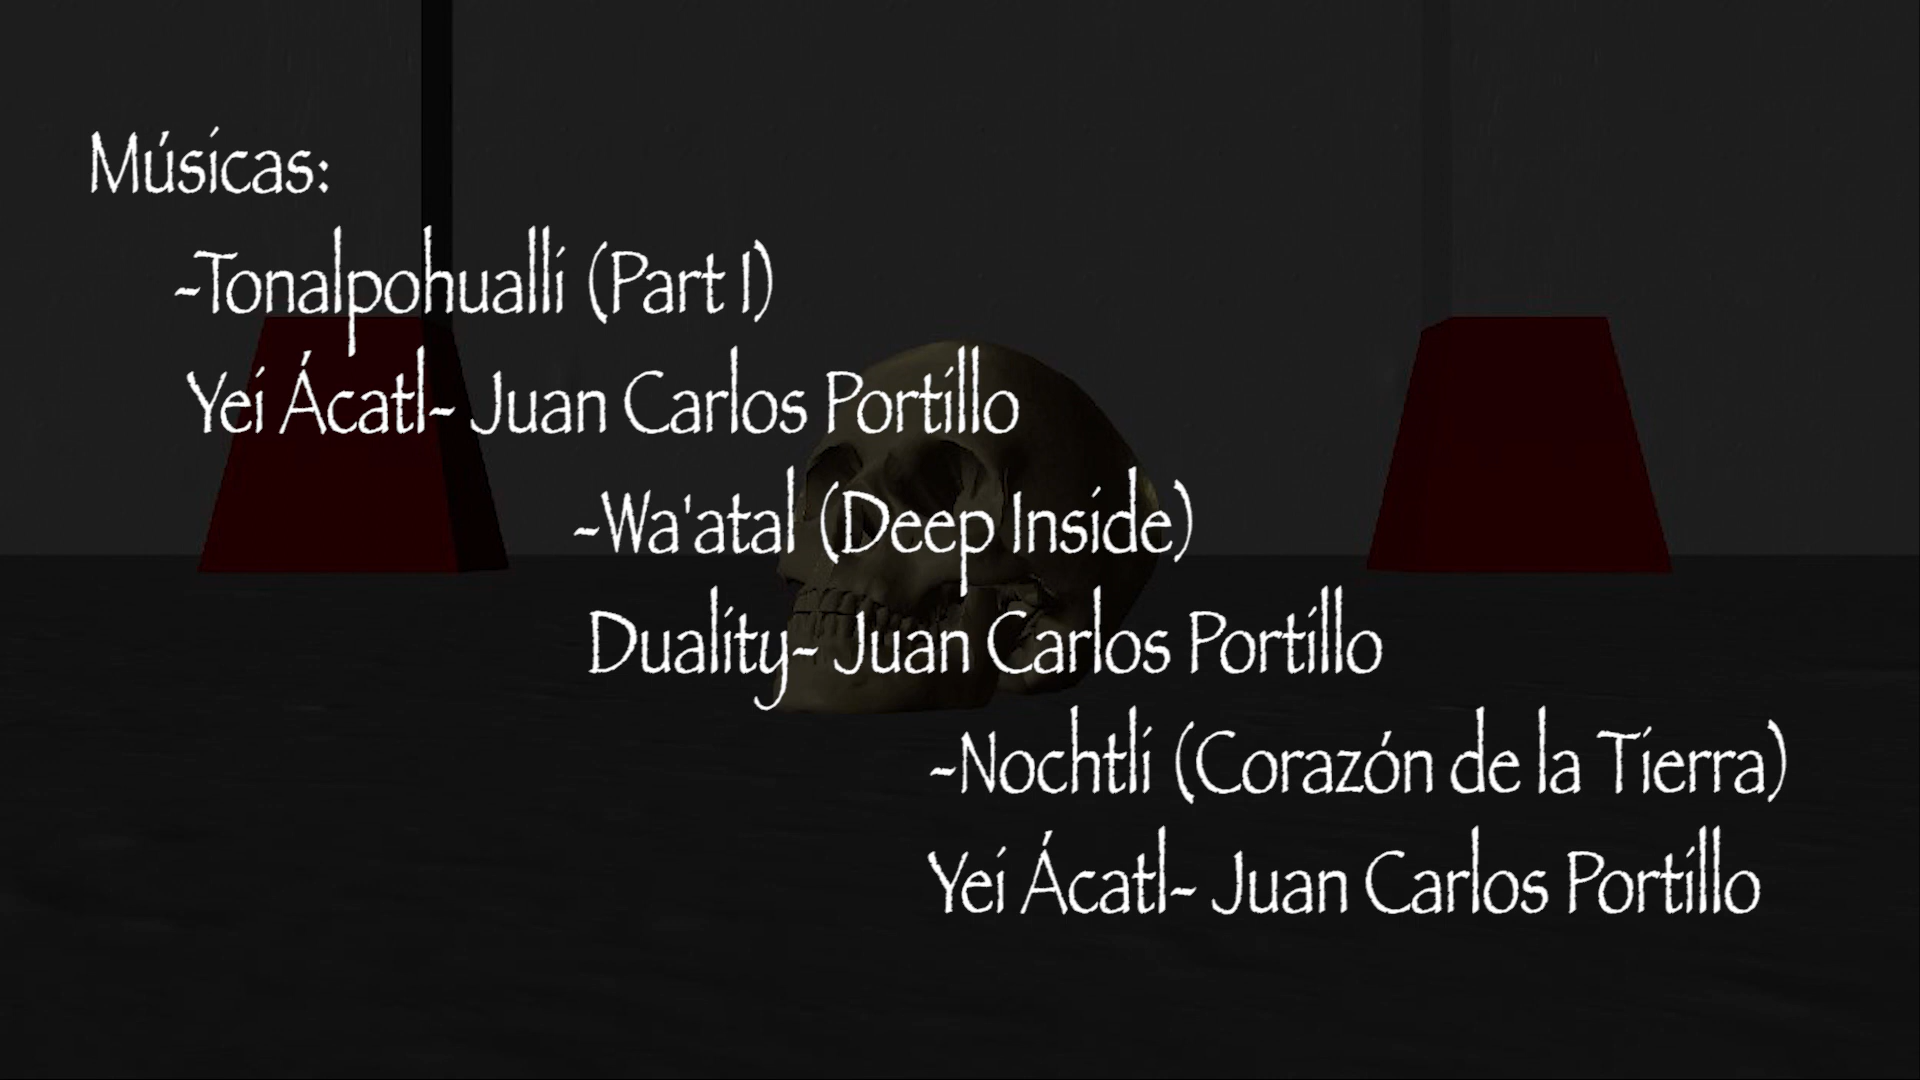 Músicas:
-Tonalpohualli (Part I)
Yei Ácatl- Juan Carlos Portillo
-Wa'atal (Deep Inside)
Duality- Juan Carlos Portillo
-Nochtli (Corazón de la Tierra)
Yei Ácatl- Juan Carlos Portillo